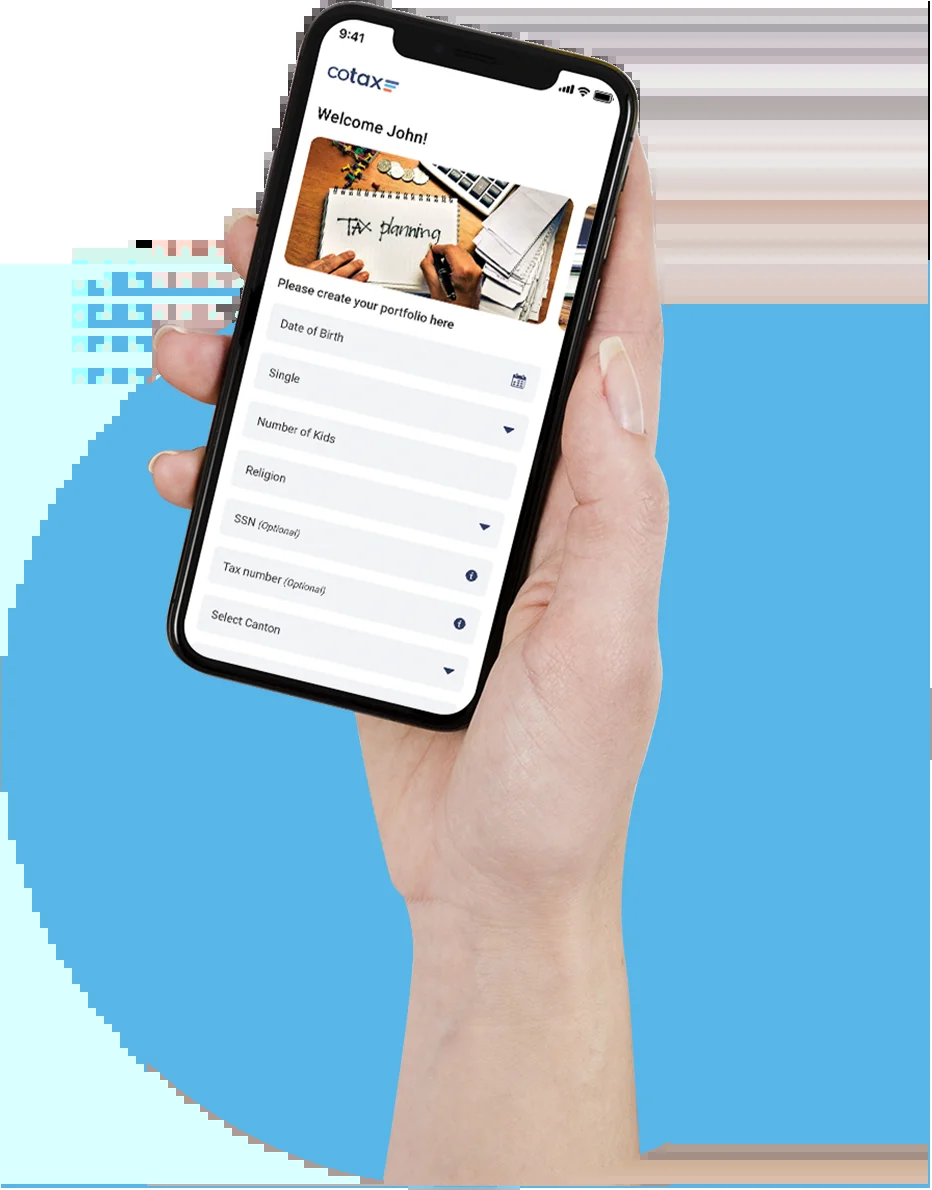 9:41
cotax
Welcome John!
Tax planning
Please create your portfolio here
Date of Birth
Single
Number of Kids
Religion
SSN (Optional)
Tax number (Optional)
Select Canton